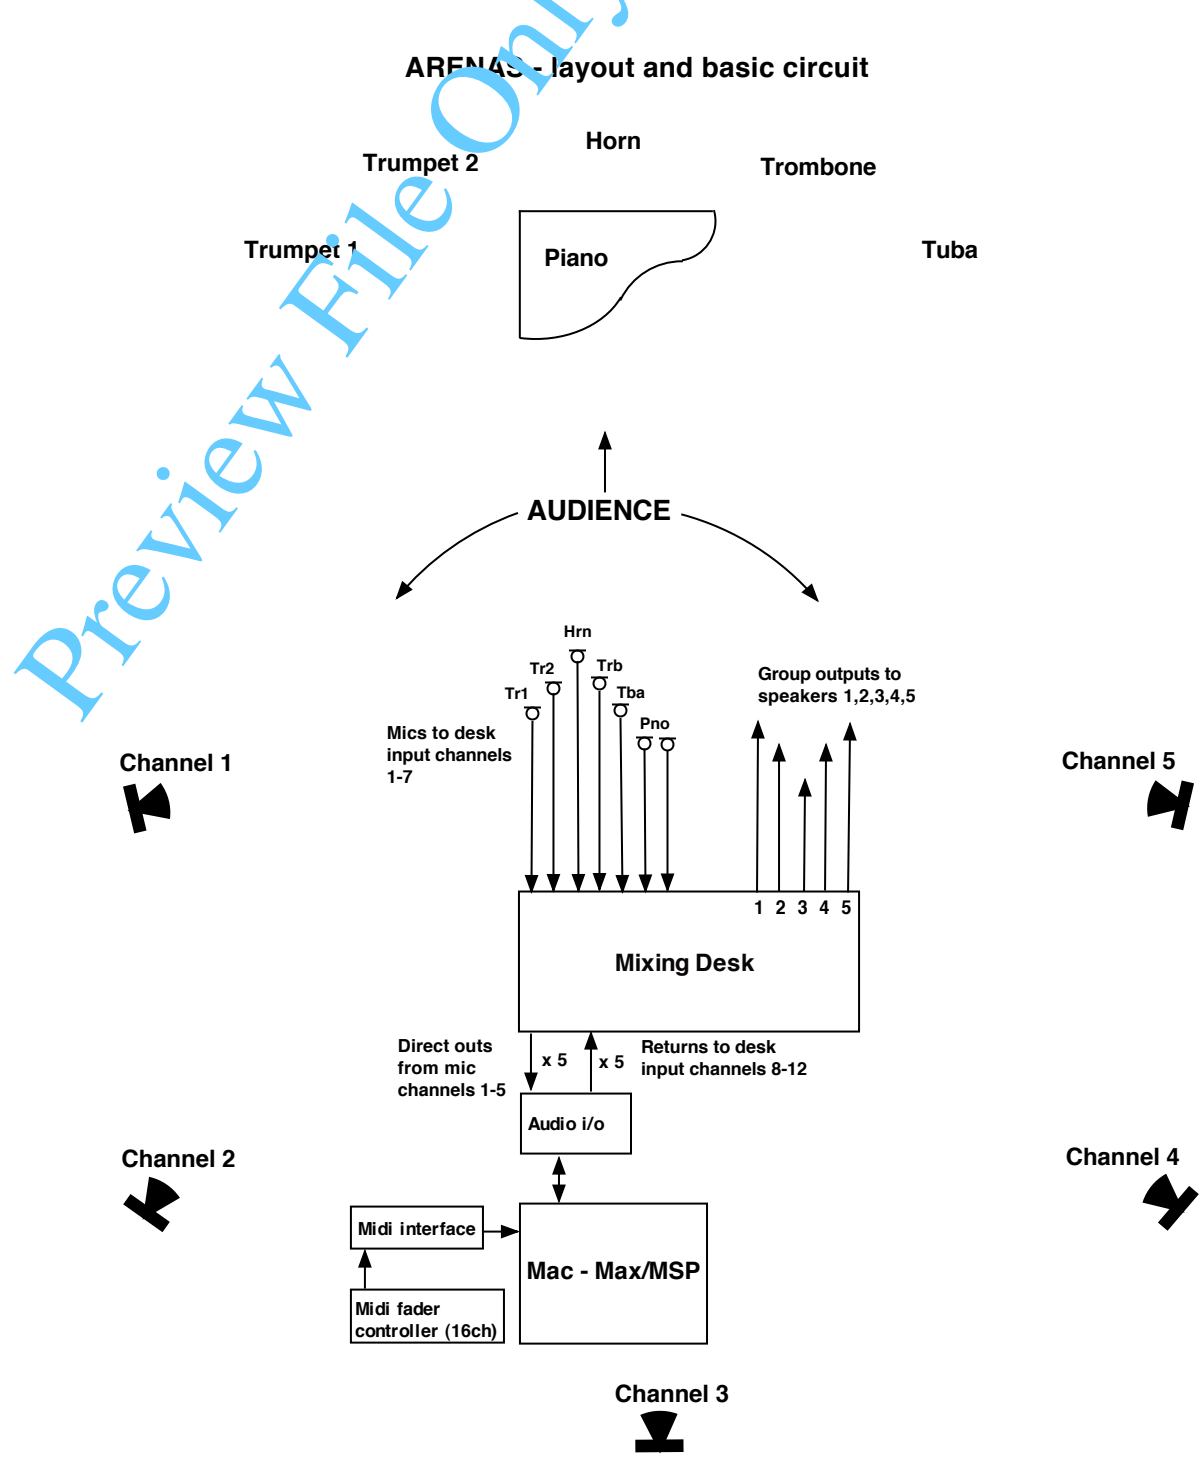 ARENAS - layout and basic circuit
Horn
Trumpet 2
Trombone
Trumpet 1
Piano
Tuba
Preview File Only
AUDIENCE
Hrn
Tr2
Trb
Tr1
Tba
Pno
Group outputs to
speakers 1,2,3,4,5
Mics to desk
input channels
1-7
Channel 1
Channel 5
1 2 3 4 5
Mixing Desk
Direct outs
from mic
channels 1-5
x 5
x 5
Returns to desk
input channels 8-12
Audio i/o
Channel 2
Channel 4
Midi interface
Mac - Max/MSP
Midi fader
controller (16ch)
Channel 3